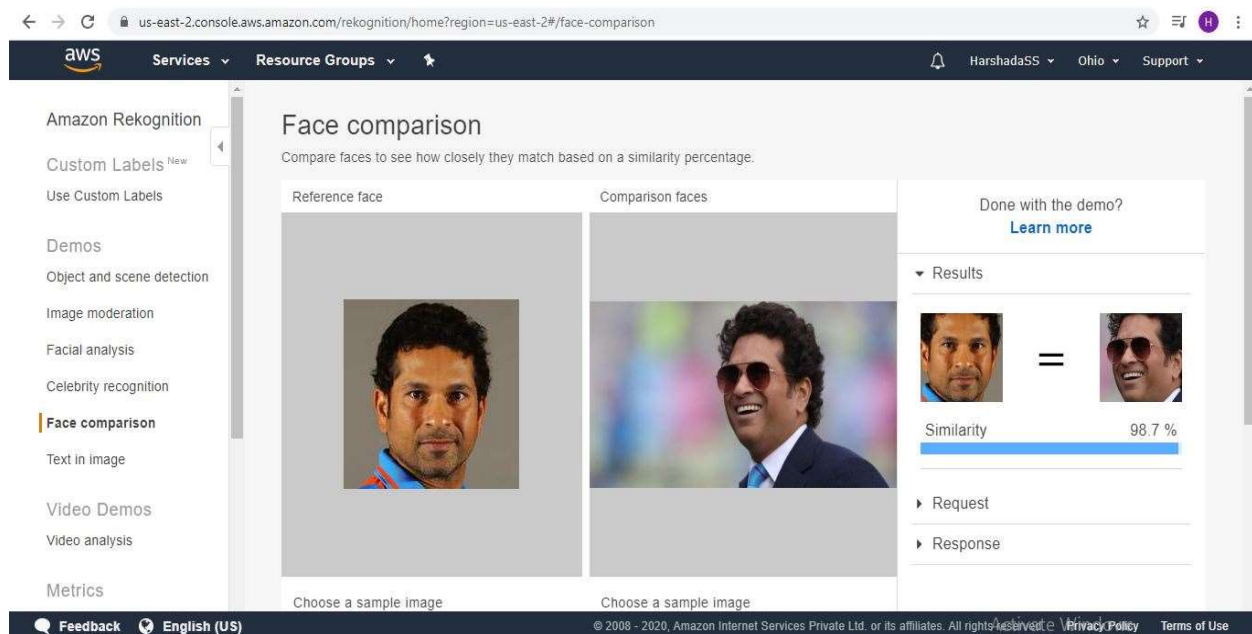 us-east-2.console.aws.amazon.com/rekognition/home?region=us-east-2#/face-comparison
H
aws Services Resource Groups HarshadaSS Ohio Support
Amazon Rekognition
Custom Labels New
Use Custom Labels
Demos
Object and scene detection
Image moderation
Facial analysis
Celebrity recognition
Face comparison
Text in image
Video Demos
Video analysis
Metrics
Face comparison
Compare faces to see how closely they match based on a similarity percentage.
Reference face
Comparison faces
Choose a sample image
Choose a sample image
Done with the demo?
Learn more
Results
=
Similarity 98.7 %
Request
Response
Feedback English (US) © 2008 - 2020, Amazon Internet Services Private Ltd. or its affiliates. All rights reserved. Privacy Policy Terms of Use
Activate Windows